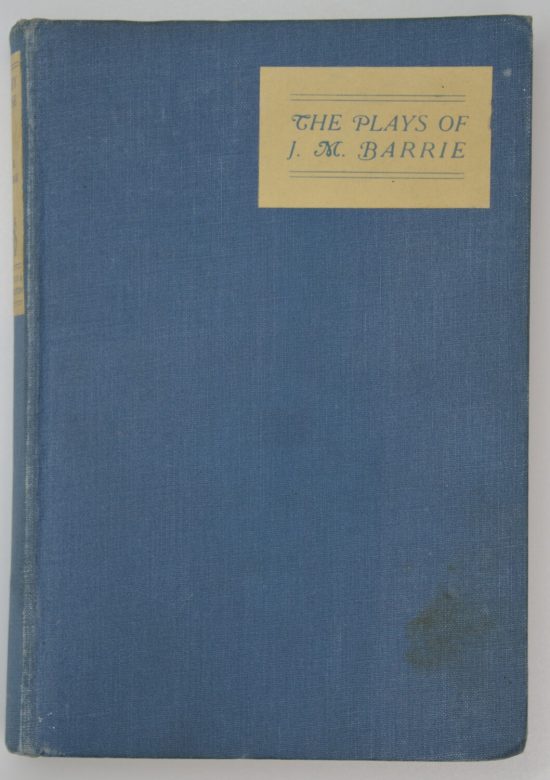 THE PLAYS OF
J. M. BARRIE